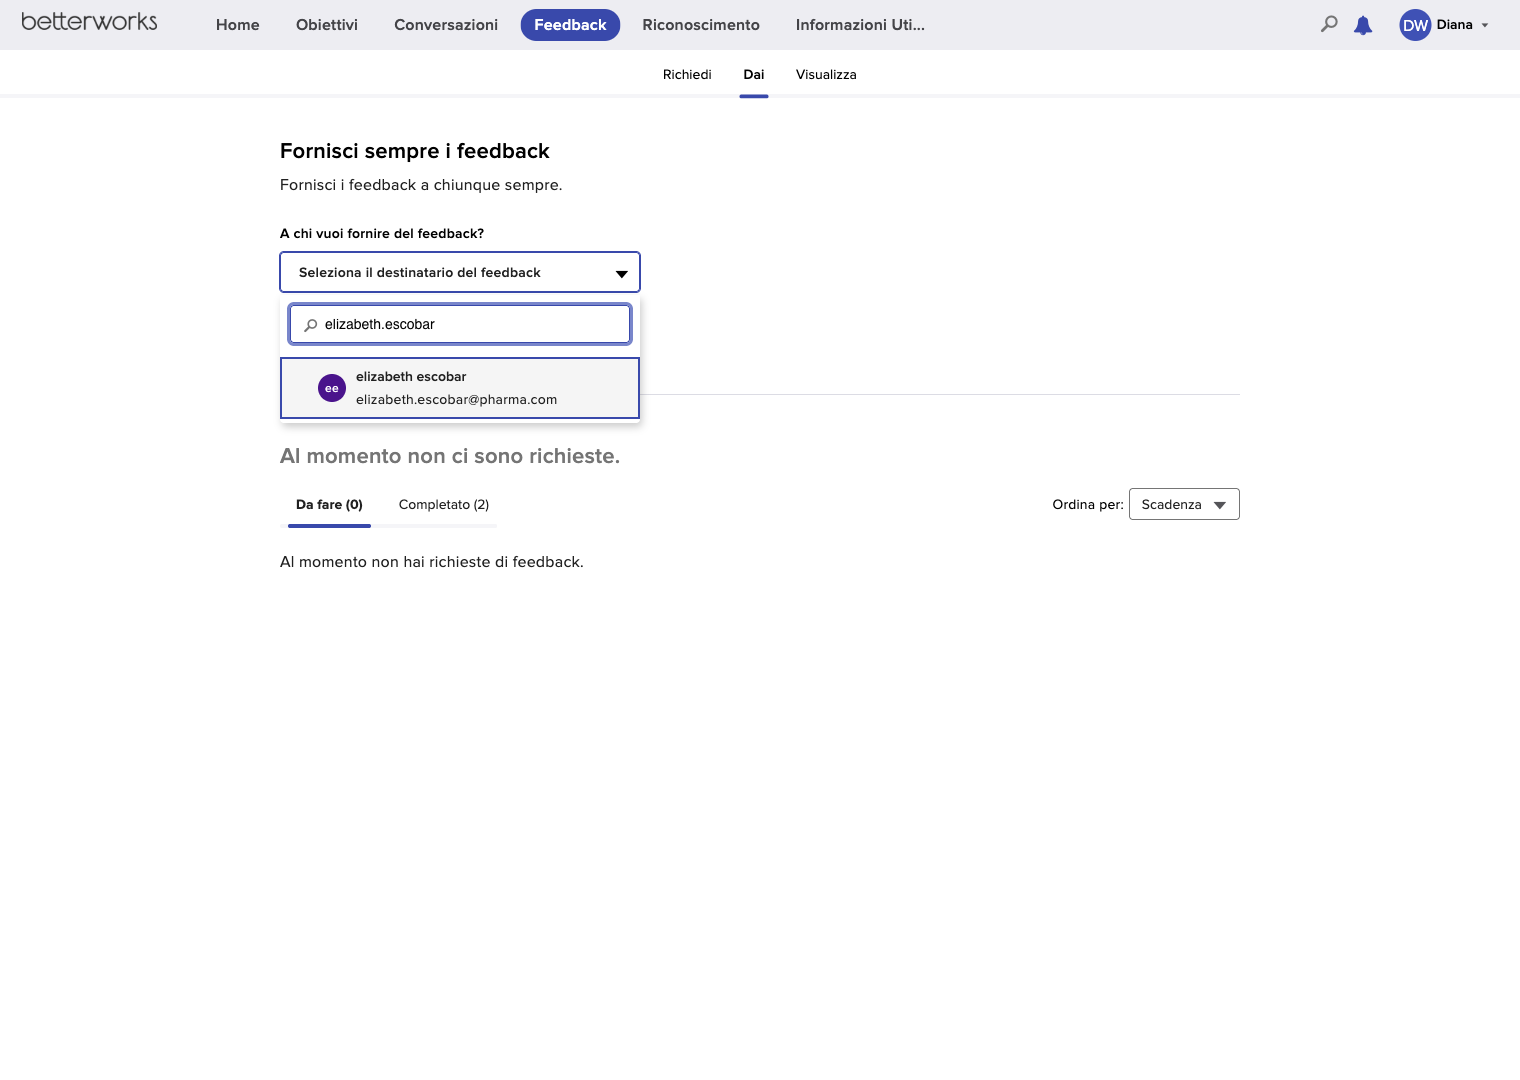 betterworks
Home
Obiettivi
Conversazioni
Feedback
Riconoscimento
Informazioni Uti...
DW
Diana
Richiedi
Dai
Visualizza
Fornisci sempre i feedback
Fornisci i feedback a chiunque sempre.
A chi vuoi fornire del feedback?
Seleziona il destinatario del feedback
elizabeth.escobar
ee
elizabeth escobar
elizabeth.escobar@pharma.com
Al momento non ci sono richieste.
Da fare (0)
Completato (2)
Ordina per:
Scadenza
Al momento non hai richieste di feedback.